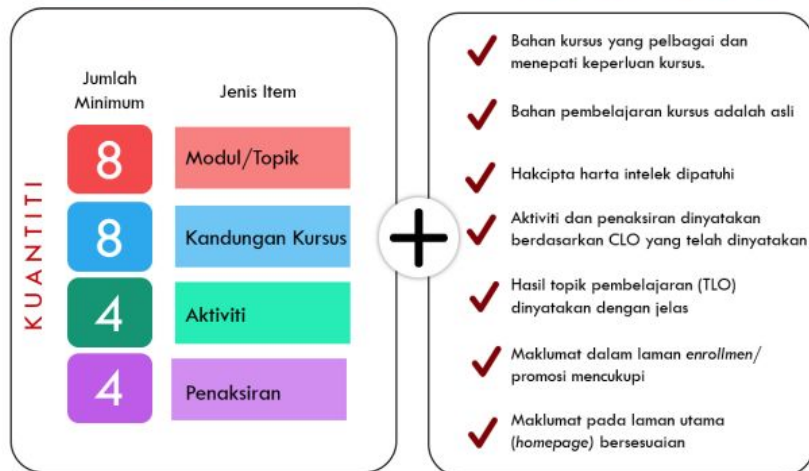 KUANTITI
Jumlah
Minimum
Jenis Item
8
Modul/Topik
8
Kandungan Kursus
4
Aktiviti
4
Penaksiran
Bahan kursus yang pelbagai dan
menepati keperluan kursus.
Bahan pembelajaran kursus adalah asli
Hakcipta harta intelek dipatuhi
Aktiviti dan penaksiran dinyatakan
berdasarkan CLO yang telah dinyatakan
Hasil topik pembelajaran (TLO)
dinyatakan dengan jelas
Maklumat dalam laman enrollmen/
promosi mencukupi
Maklumat pada laman utama
(homepage) bersesuaian